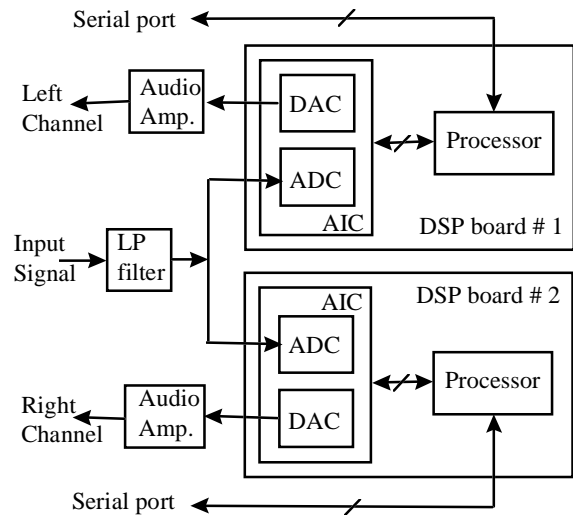 Serial port
Left
Channel
Audio
Amp.
DAC
ADC
AIC
Processor
DSP board # 1
Input
Signal
LP
filter
AIC
DSP board # 2
ADC
DAC
Processor
Right
Channel
Audio
Amp.
Serial port